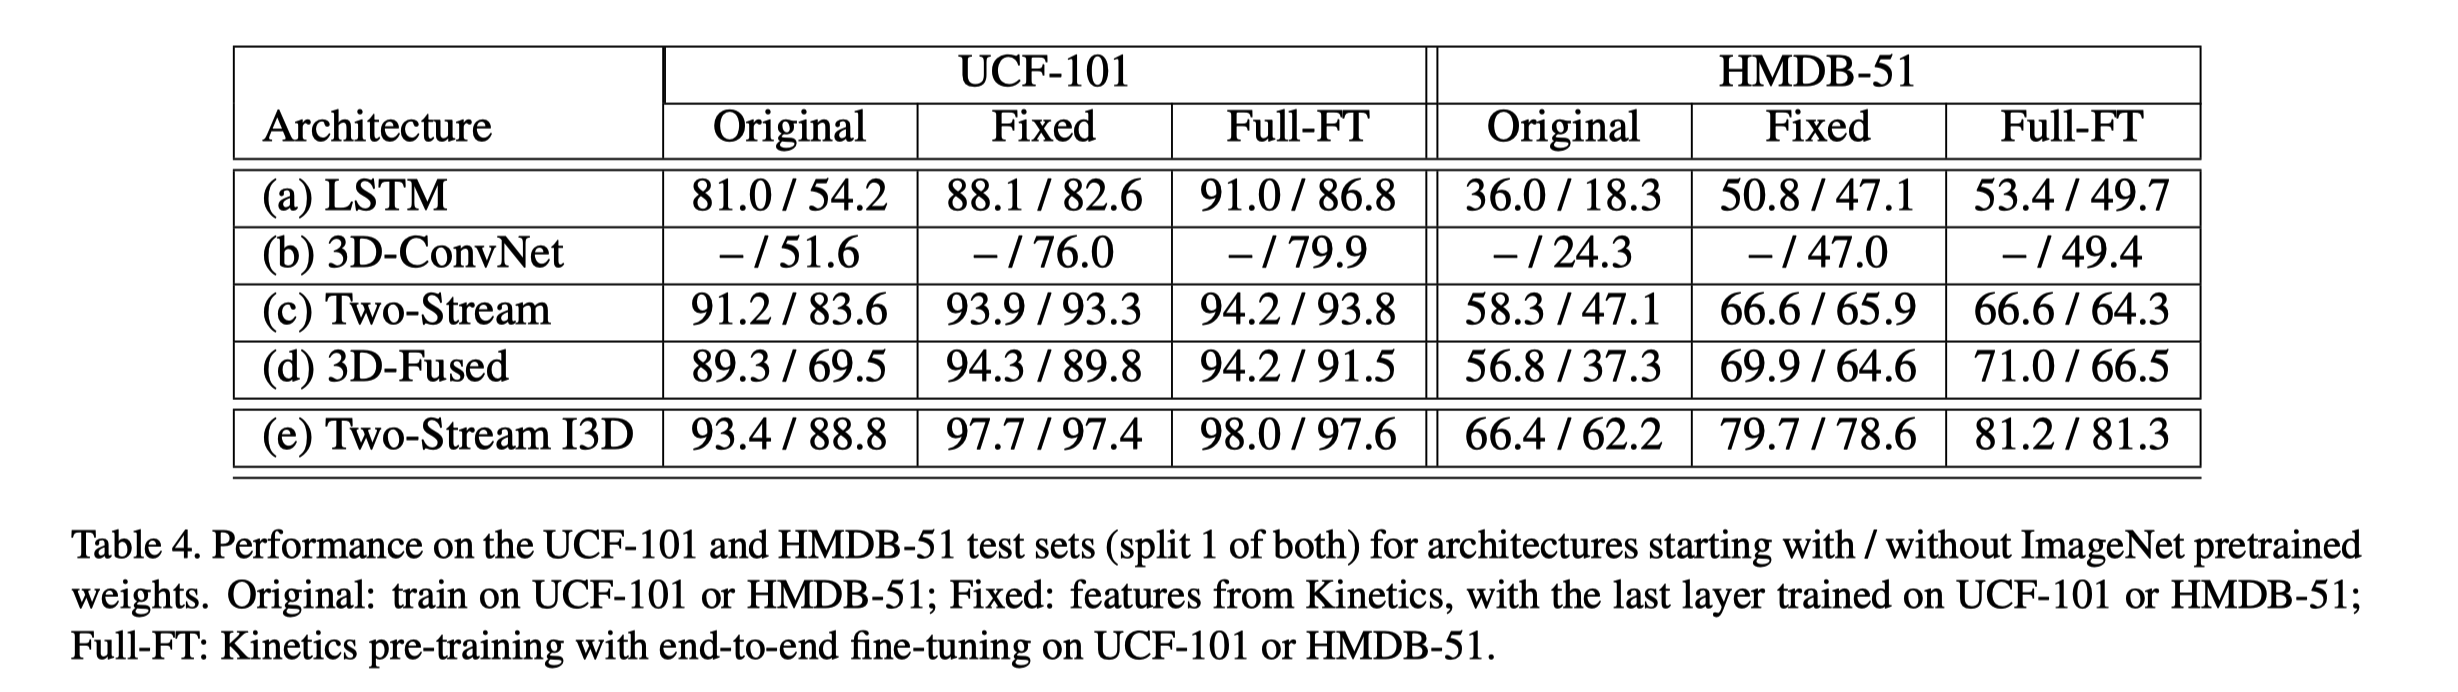 UCF-101 HMDB-51
Architecture Original Fixed Full-FT Original Fixed Full-FT
(a) LSTM 81.0 / 54.2 88.1 / 82.6 91.0 / 86.8 36.0 / 18.3 50.8 / 47.1 53.4 / 49.7
(b) 3D-ConvNet – / 51.6 – / 76.0 – / 79.9 – / 24.3 – / 47.0 – / 49.4
(c) Two-Stream 91.2 / 83.6 93.9 / 93.3 94.2 / 93.8 58.3 / 47.1 66.6 / 65.9 66.6 / 64.3
(d) 3D-Fused 89.3 / 69.5 94.3 / 89.8 94.2 / 91.5 56.8 / 37.3 69.9 / 64.6 71.0 / 66.5
(e) Two-Stream I3D 93.4 / 88.8 97.7 / 97.4 98.0 / 97.6 66.4 / 62.2 79.7 / 78.6 81.2 / 81.3
Table 4. Performance on the UCF-101 and HMDB-51 test sets (split 1 of both) for architectures starting with / without ImageNet pretrained
weights. Original: train on UCF-101 or HMDB-51; Fixed: features from Kinetics, with the last layer trained on UCF-101 or HMDB-51;
Full-FT: Kinetics pre-training with end-to-end fine-tuning on UCF-101 or HMDB-51.